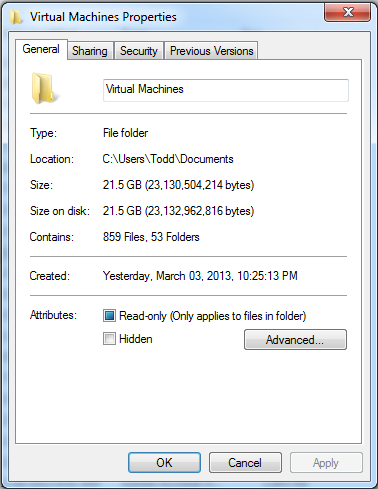 Virtual Machines Properties
General Sharing Security Previous Versions
Virtual Machines
Type: File folder
Location: C:\Users\Todd\Documents
Size: 21.5 GB (23,130,504,214 bytes)
Size on disk: 21.5 GB (23,132,962,816 bytes)
Contains: 859 Files, 53 Folders
Created: Yesterday, March 03, 2013, 10:25:13 PM
Attributes: Read-only (Only applies to files in folder)
Hidden Advanced...
OK Cancel Apply